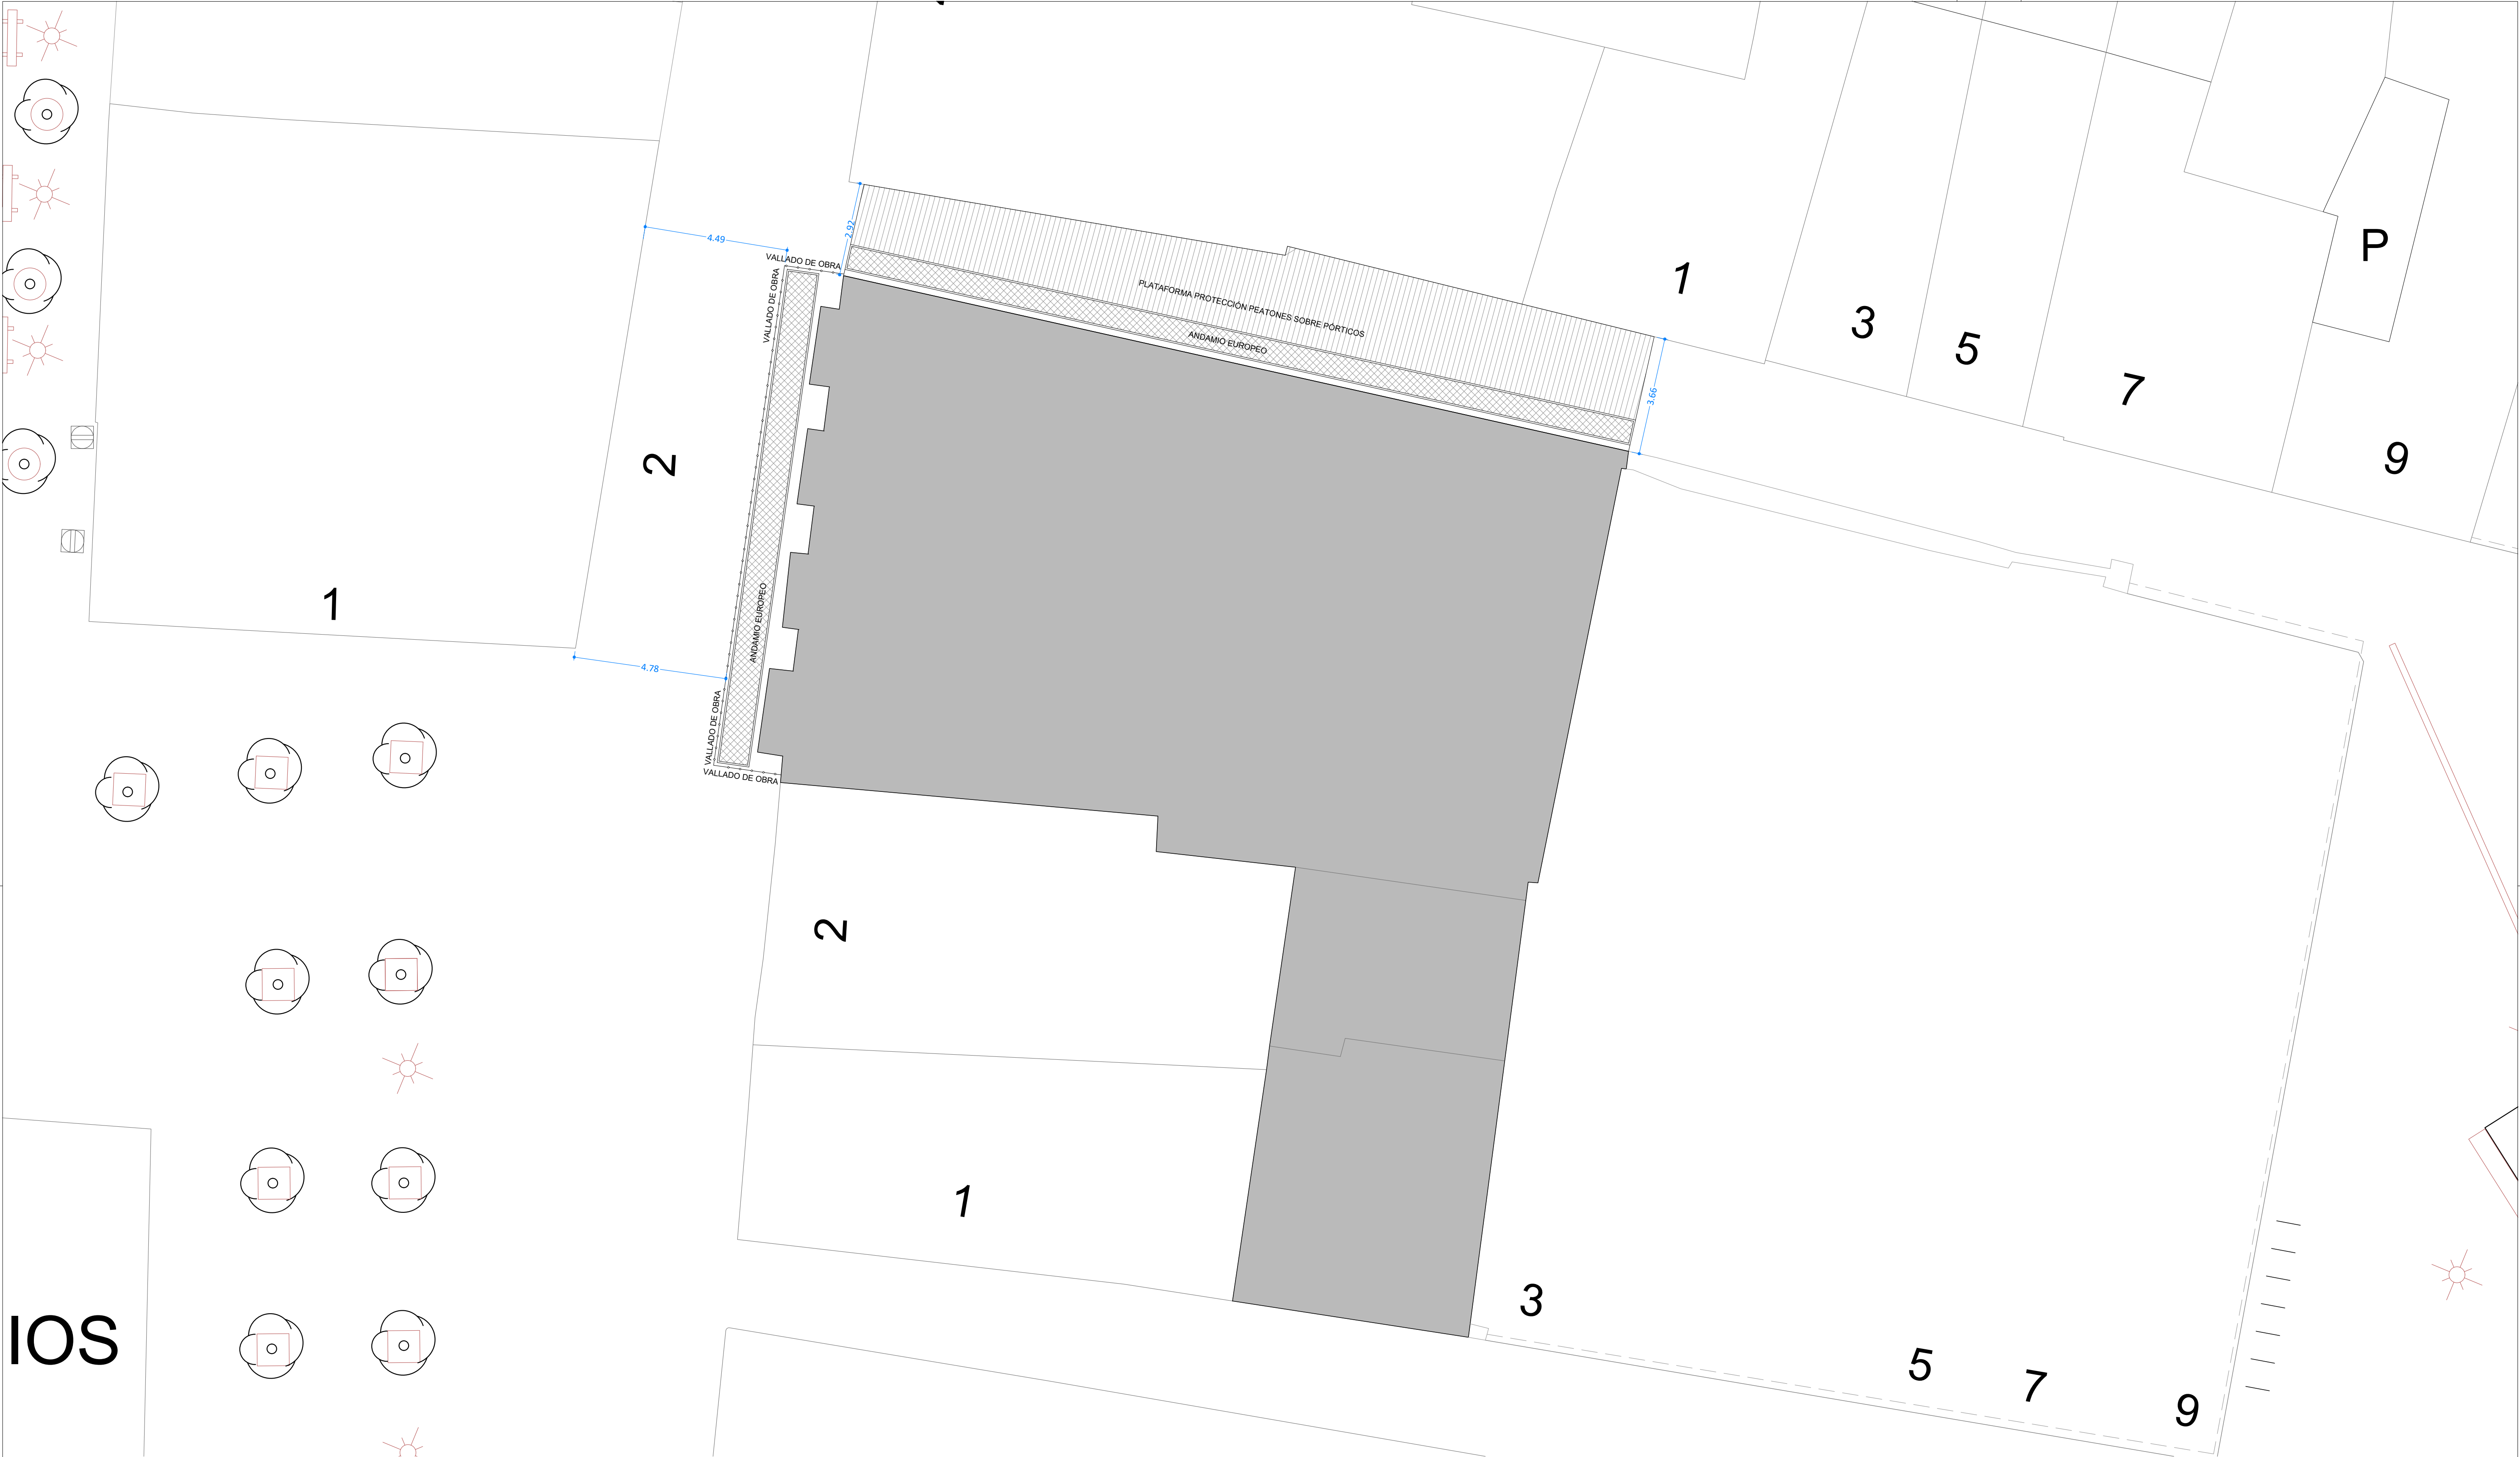 2.92
4.49
VALLADO DE OBRA
VALLADO DE OBRA
PLATAFORMA PROTECCIÓN PEATONES SOBRE PÓRTICOS
ANDAMIO EUROPEO
3.66
1
3
5
7
9
P
2
ANDAMIO EUROPEO
1
4.78
VALLADO DE OBRA
VALLADO DE OBRA
2
1
3
5
7
9
IOS